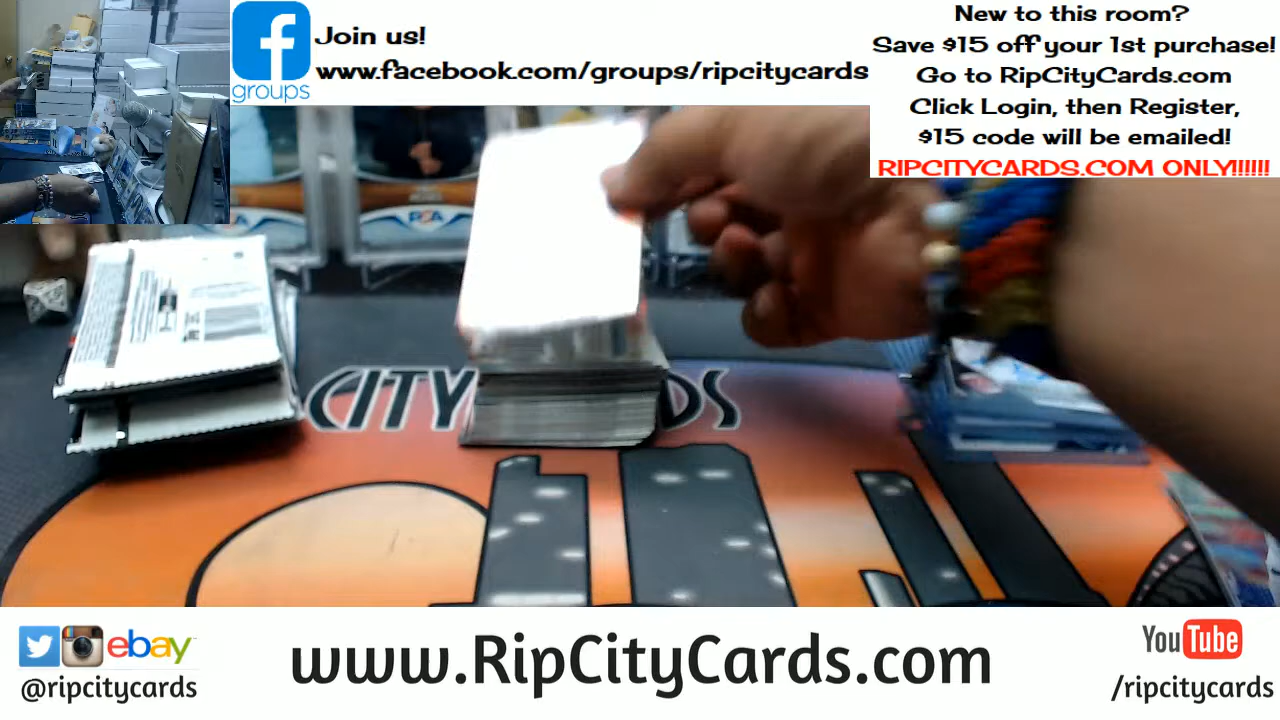 groups
Join us!
www.facebook.com/groups/ripcitycards
New to this room?
Save $15 off your 1st purchase!
Go to RipCityCards.com
Click Login, then Register,
$15 code will be emailed!
RIPCITYCARDS.COM ONLY!!!!!!
PSA
CITY DS
ebay
@ripcitycards
www.RipCityCards.com
YouTube
/ripcitycards